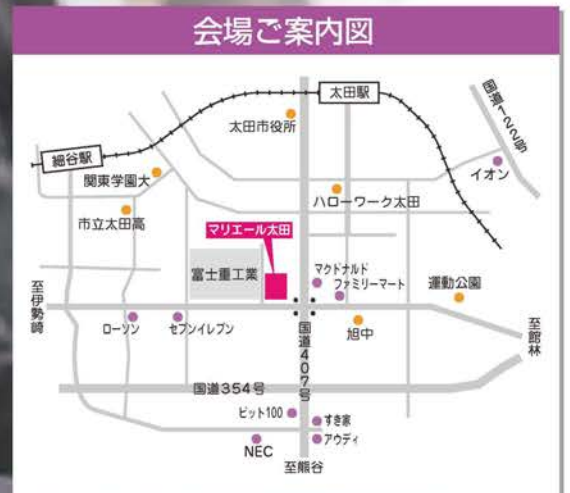 会場ご案内図
太田駅
国道122号
太田市役所
細谷駅
関東学園大
イオン
ハローワーク太田
市立太田高
マリエール太田
富士重工業
マクドナルド
ファミリーマート
運動公園
至伊勢崎
ローソン
セブンイレブン
旭中
至館林
国道407号
国道354号
ピット100
すき家
アウディ
NEC
至熊谷